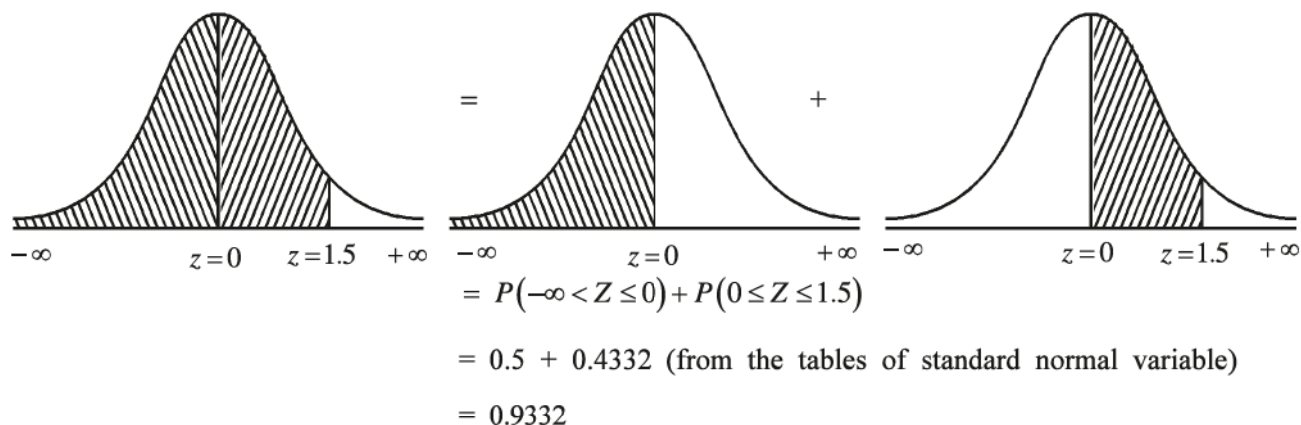 = +
−∞ z=0 z=1.5 +∞ −∞ z=0 +∞ −∞ z=0 z=1.5 +∞
= P(−∞ < Z ≤ 0) + P(0 ≤ Z ≤ 1.5)
= 0.5 + 0.4332 (from the tables of standard normal variable)
= 0.9332